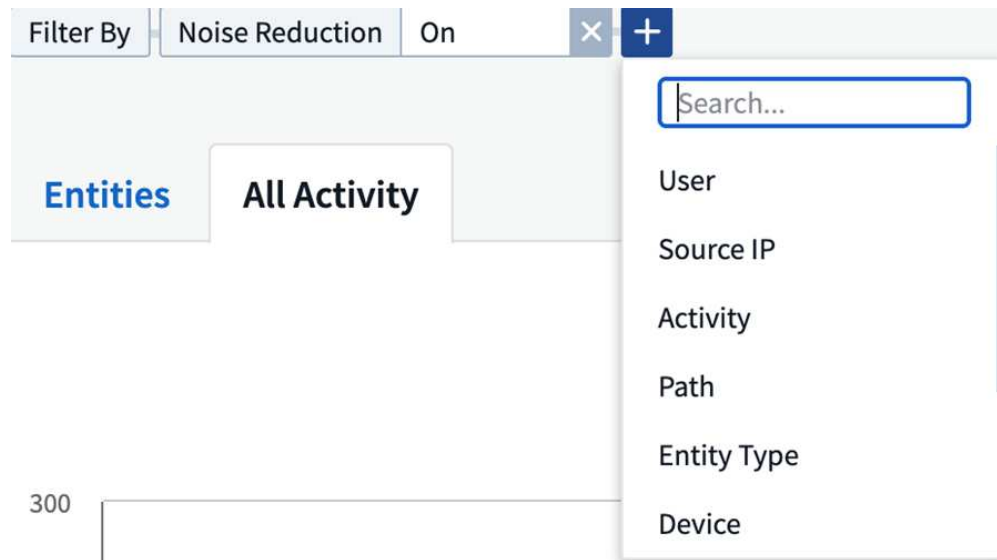 Filter By Noise Reduction On
Search...
User
Entities All Activity
Source IP
Activity
Path
Entity Type
300
Device